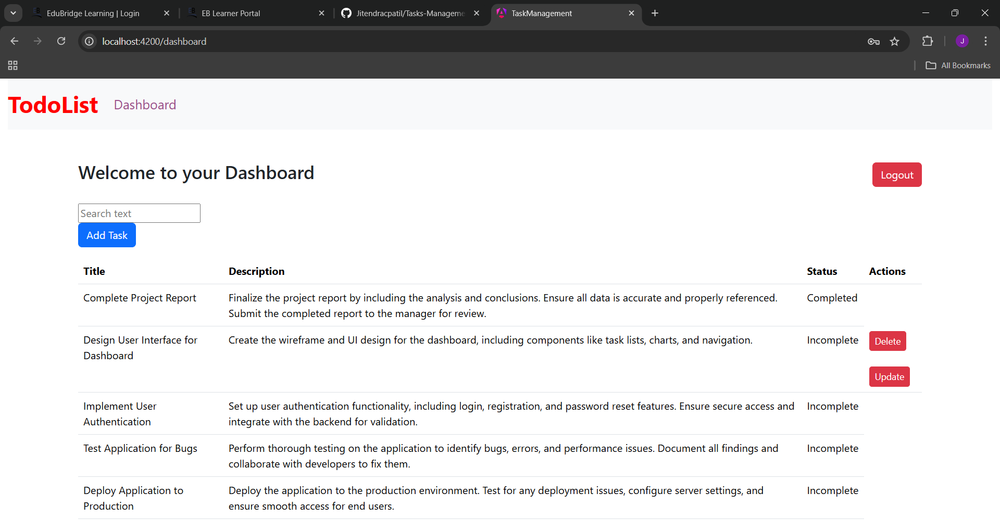 EduBridge Learning | Login
EB Learner Portal
Jitendracpatil/Tasks-Manageme
TaskManagement
localhost:4200/dashboard
J
All Bookmarks
TodoList Dashboard
Welcome to your Dashboard
Logout
Search text
Add Task
Title Description Status Actions
Complete Project Report
Finalize the project report by including the analysis and conclusions. Ensure all data is accurate and properly referenced.
Submit the completed report to the manager for review.
Completed
Design User Interface for
Dashboard
Create the wireframe and UI design for the dashboard, including components like task lists, charts, and navigation.
Incomplete
Delete
Update
Implement User
Authentication
Set up user authentication functionality, including login, registration, and password reset features. Ensure secure access and
integrate with the backend for validation.
Incomplete
Test Application for Bugs
Perform thorough testing on the application to identify bugs, errors, and performance issues. Document all findings and
collaborate with developers to fix them.
Incomplete
Deploy Application to
Production
Deploy the application to the production environment. Test for any deployment issues, configure server settings, and
ensure smooth access for end users.
Incomplete